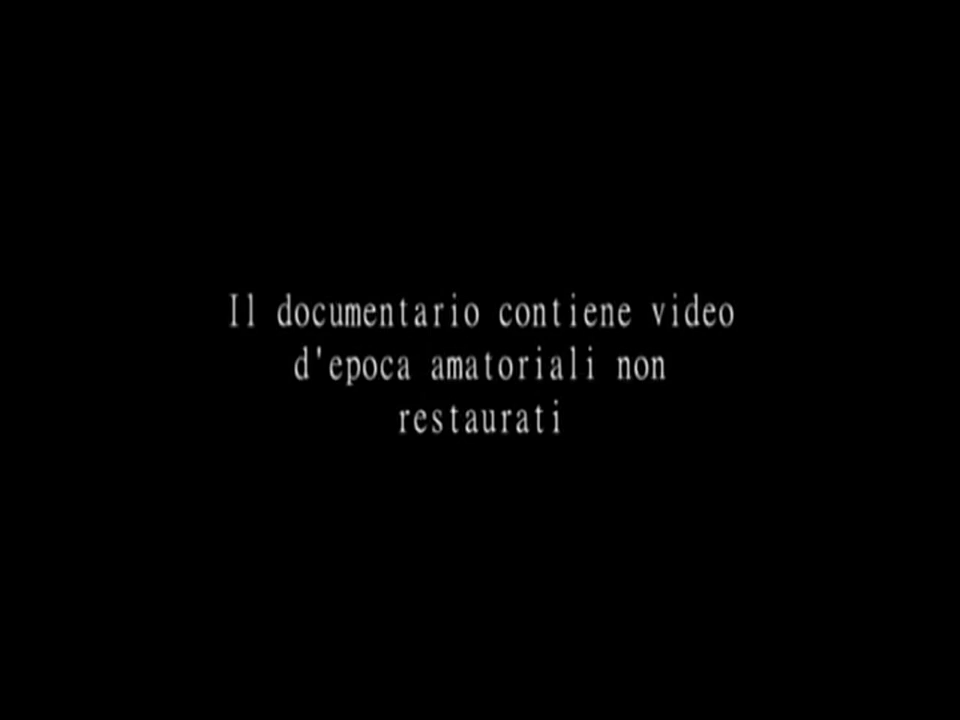 Il documentario contiene video
d'epoca amatoriali non
restaurati